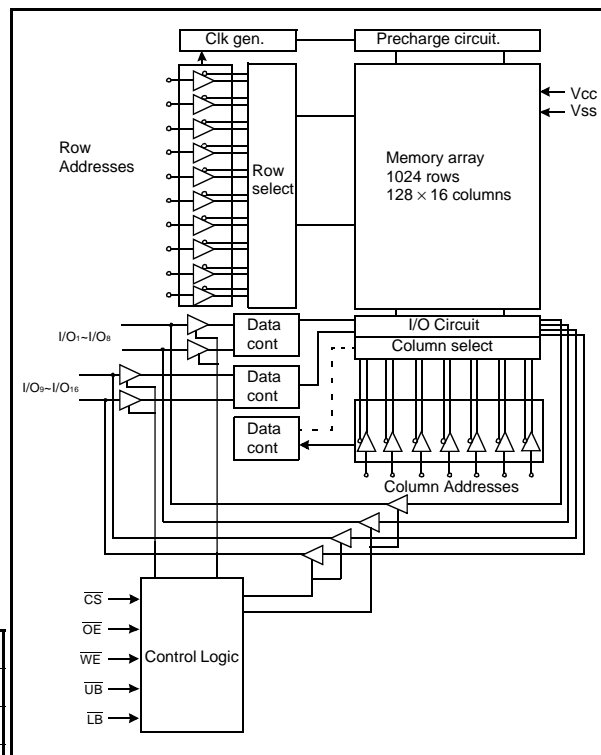 Clk gen.
Precharge circuit.
Vcc
Vss
Row
Addresses
Row
select
Memory array
1024 rows
128 × 16 columns
I/O1~I/O8
Data
cont
I/O Circuit
Column select
I/O9~I/O16
Data
cont
Data
cont
Column Addresses
CS
OE
WE
UB
LB
Control Logic